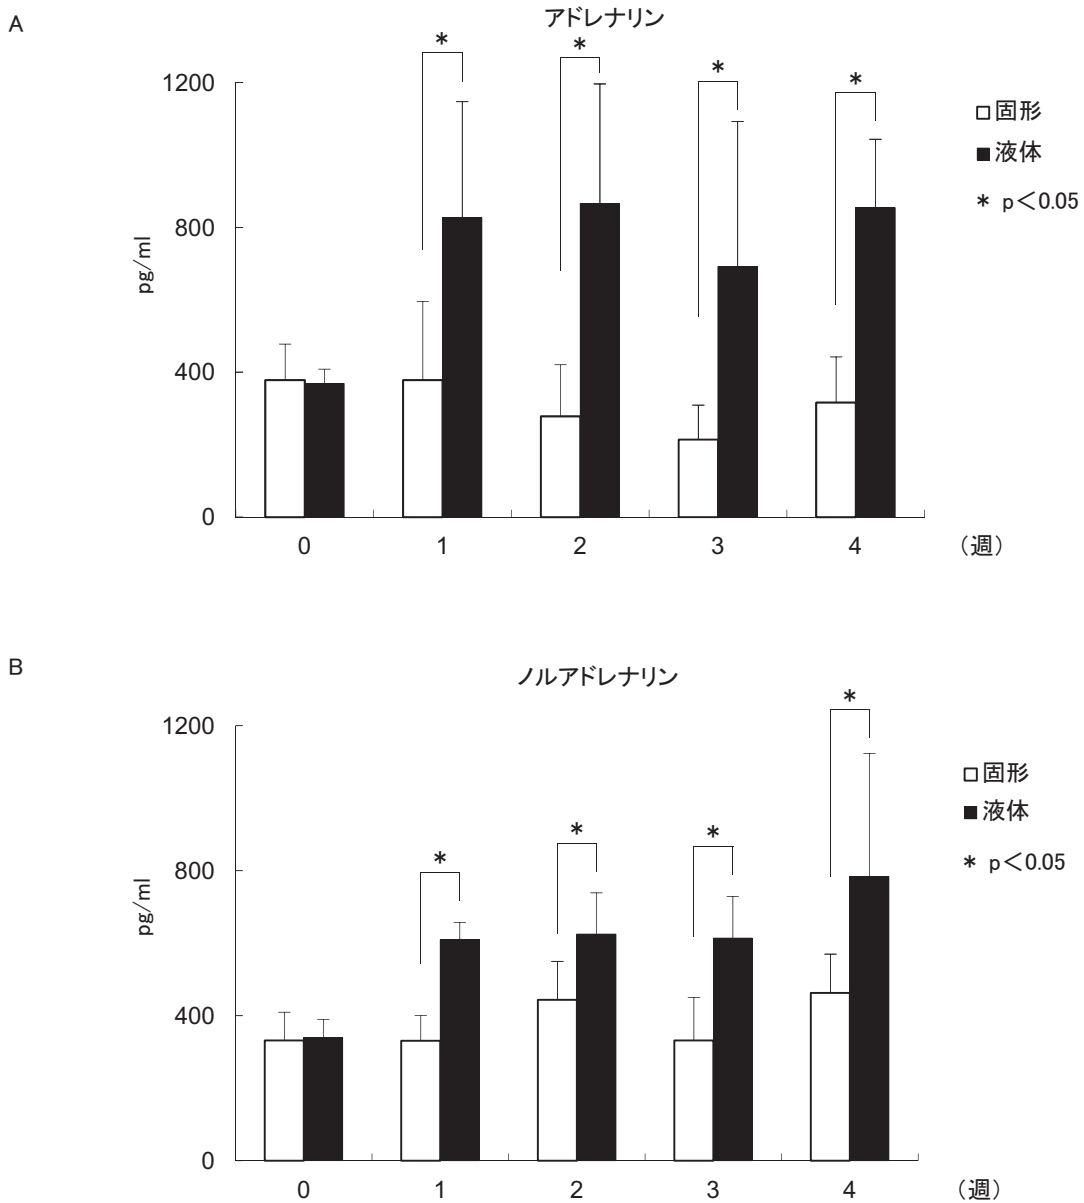 A
アドレナリン
*
*
*
*
1200
800
400
0
pg/ml
□固形
■液体
* p＜0.05
0 1 2 3 4 （週）
B
ノルアドレナリン
*
*
*
*
1200
800
400
0
pg/ml
□固形
■液体
* p＜0.05
0 1 2 3 4 （週）